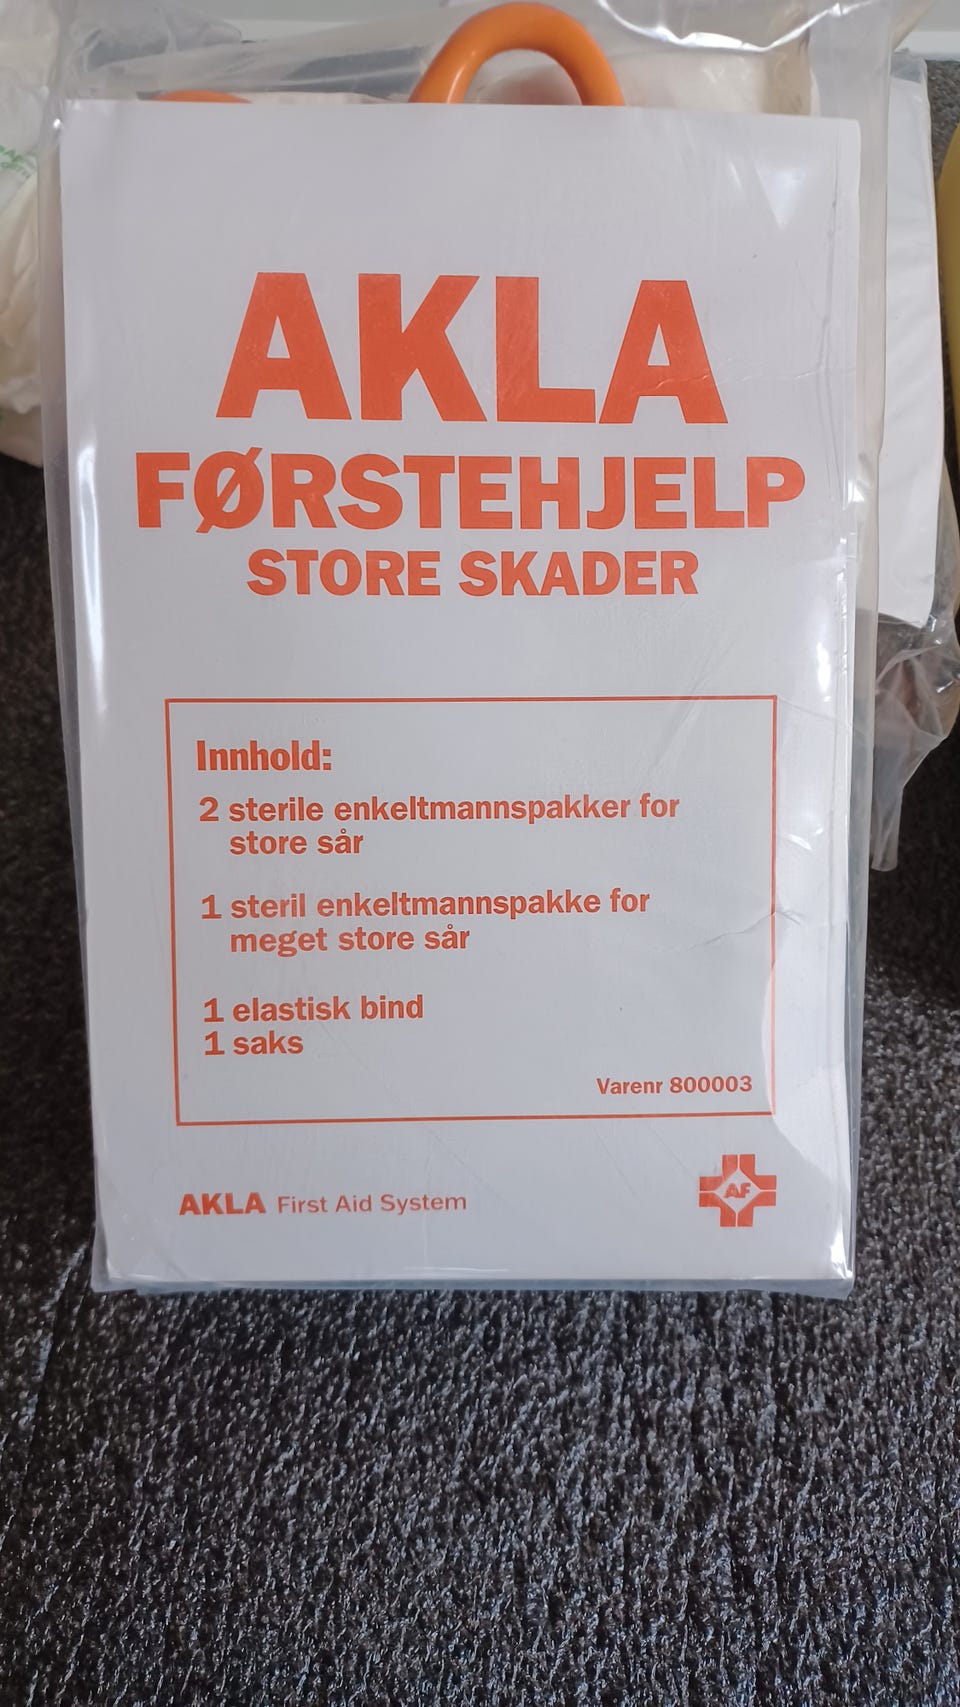 AKLA
FØRSTEHJELP
STORE SKADER
Innhold:
2 sterile enkeltmannspakker for
store sår
1 steril enkeltmannspakke for
meget store sår
1 elastisk bind
1 saks
Varenr 800003
AKLA First Aid System
AF